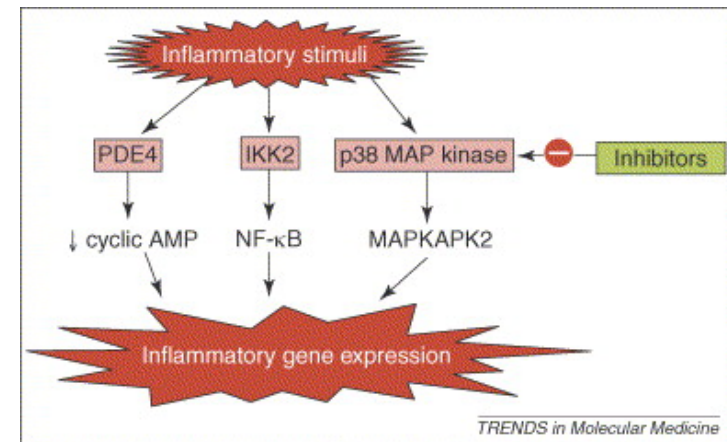 Inflammatory stimuli
PDE4 IKK2 p38 MAP kinase Inhibitors
↓ cyclic AMP NF-κB MAPKAPK2
Inflammatory gene expression
TRENDS in Molecular Medicine